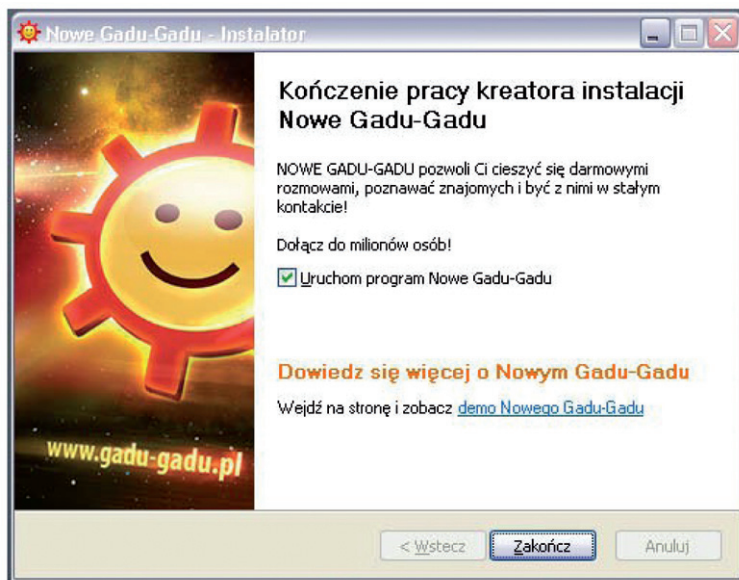 Nowe Gadu-Gadu - Instalator
Kończenie pracy kreatora instalacji
Nowe Gadu-Gadu
NOWE GADU-GADU pozwoli Ci cieszyć się darmowymi
rozmowami, poznawać znajomych i być z nimi w stałym
kontakcie!
Dołącz do milionów osób!
Uruchom program Nowe Gadu-Gadu
Dowiedz się więcej o Nowym Gadu-Gadu
Wejdź na stronę i zobacz demo Nowego Gadu-Gadu
www.gadu-gadu.pl
< Wstecz Zakończ Anuluj